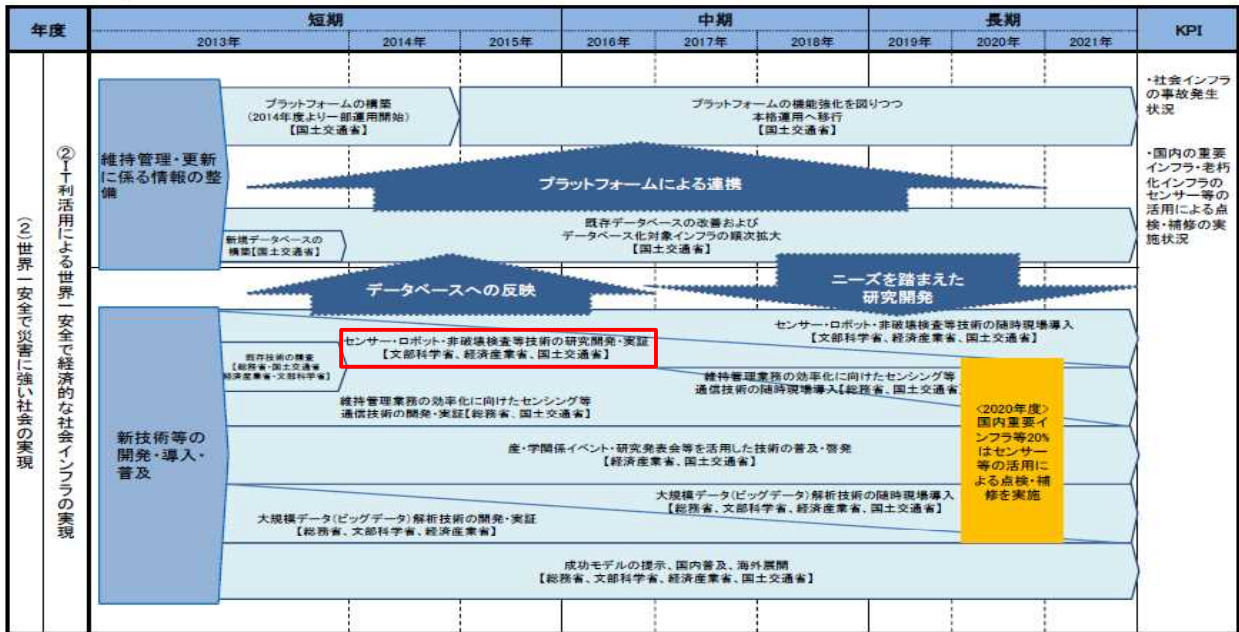 年度
短期
中期
長期
KPI
2013年
2014年
2015年
2016年
2017年
2018年
2019年
2020年
2021年
(2)世界一安全で災害に強い社会の実現
②IT利活用による世界一安全で経済的な社会インフラの実現
維持管理・更新
に係る情報の整
備
プラットフォームの構築
(2014年度より一部運用開始)
【国土交通省】
プラットフォームの機能強化を図りつつ
本格運用へ移行
【国土交通省】
プラットフォームによる連携
新規データベースの
構築【国土交通省】
既存データベースの改善および
データベース化対象インフラの順次拡大
【国土交通省】
データベースへの反映
ニーズを踏まえた
研究開発
新技術等の
開発・導入・
普及
既存技術の精査
【総務省・国土交通省
経済産業省・文部科学省】
センサー・ロボット・非破壊検査等技術の研究開発・実証
【文部科学省、経済産業省、国土交通省】
センサー・ロボット・非破壊検査等技術の随時現場導入
【文部科学省、経済産業省、国土交通省】
維持管理業務の効率化に向けたセンシング等
通信技術の開発・実証【総務省、国土交通省】
維持管理業務の効率化に向けたセンシング等
通信技術の随時現場導入【総務省、国土交通省】
産・学関係イベント・研究発表会等を活用した技術の普及・啓発
【経済産業省、国土交通省】
大規模データ(ビッグデータ)解析技術の開発・実証
【総務省、文部科学省、経済産業省】
大規模データ(ビッグデータ)解析技術の随時現場導入
【総務省、文部科学省、経済産業省、国土交通省】
成功モデルの提示、国内普及、海外展開
【総務省、文部科学省、経済産業省、国土交通省】
<2020年度>
国内重要イ
ンフラ等20%
はセンサー
等の活用に
よる点検・補
修を実施
・社会インフラ
の事故発生
状況
・国内の重要
インフラ・老朽
化インフラの
センサー等の
活用による点
検・補修の実
施状況